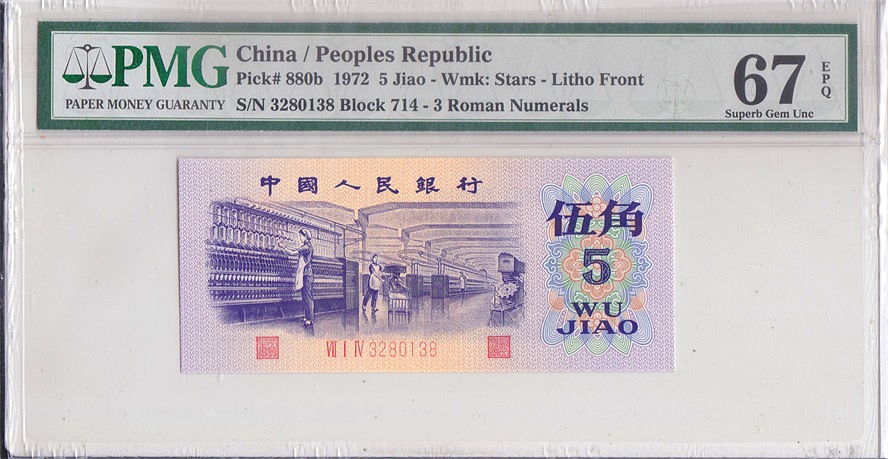 PMG
PAPER MONEY GUARANTY
China / Peoples Republic
Pick# 880b 1972 5 Jiao - Wmk: Stars - Litho Front
S/N 3280138 Block 714 - 3 Roman Numerals
67
EPQ
Superb Gem Unc
中國人民銀行
伍角
5
WU
JIAO
Ⅶ Ⅰ Ⅳ 3280138